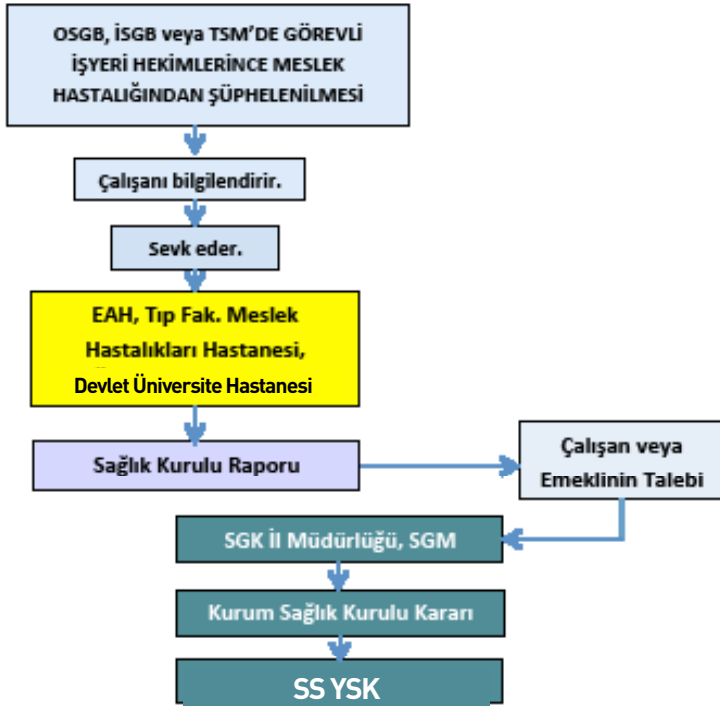 OSGB, İSGB veya TSM'DE GÖREVLİ
İŞYERİ HEKİMLERİNCE MESLEK
HASTALIĞINDAN ŞÜPHELENİLMESİ
Çalışanı bilgilendirir.
Sevk eder.
EAH, Tıp Fak. Meslek
Hastalıkları Hastanesi,
Devlet Üniversite Hastanesi
Sağlık Kurulu Raporu
Çalışan veya
Emeklinin Talebi
SGK İl Müdürlüğü, SGM
Kurum Sağlık Kurulu Kararı
SS YSK